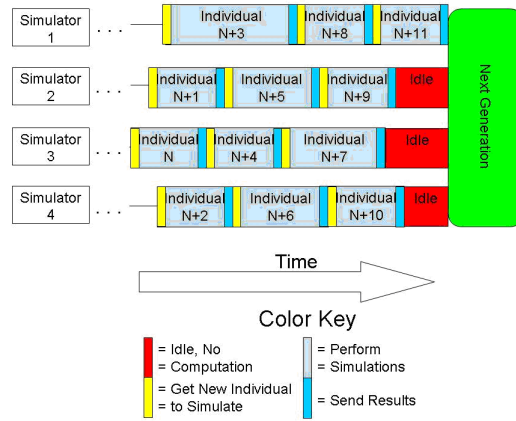 Simulator
1
. . .
Individual
N+3
Individual
N+8
Individual
N+11
Simulator
2
. . .
Individual
N+1
Individual
N+5
Individual
N+9
Idle
Simulator
3
. . .
Individual
N
Individual
N+4
Individual
N+7
Idle
Simulator
4
. . .
Individual
N+2
Individual
N+6
Individual
N+10
Idle
Next Generation
Time
Color Key
= Idle, No
= Computation
= Get New Individual
to Simulate
= Perform
= Simulations
= Send Results